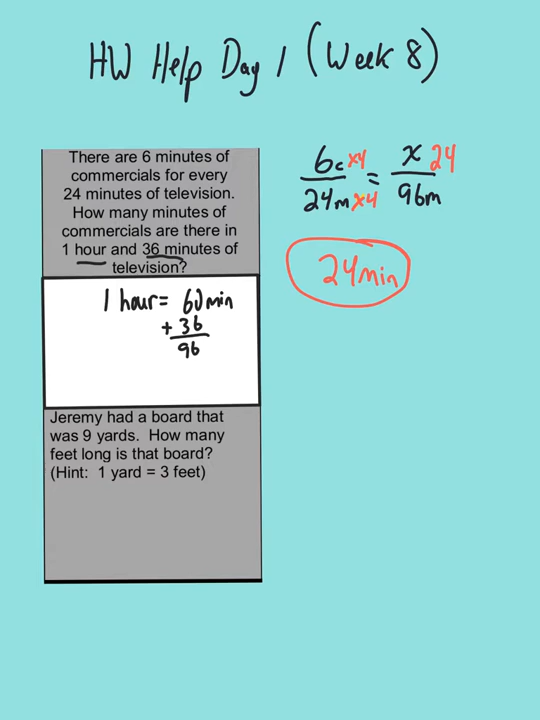 HW Help Day 1 (Week 8)
There are 6 minutes of
commercials for every
24 minutes of television.
How many minutes of
commercials are there in
1 hour and 36 minutes of
television?
1 hour = 60min
+ 36
96
6c x4 = x 24
24m x4 96m
24min
Jeremy had a board that
was 9 yards. How many
feet long is that board?
(Hint: 1 yard = 3 feet)